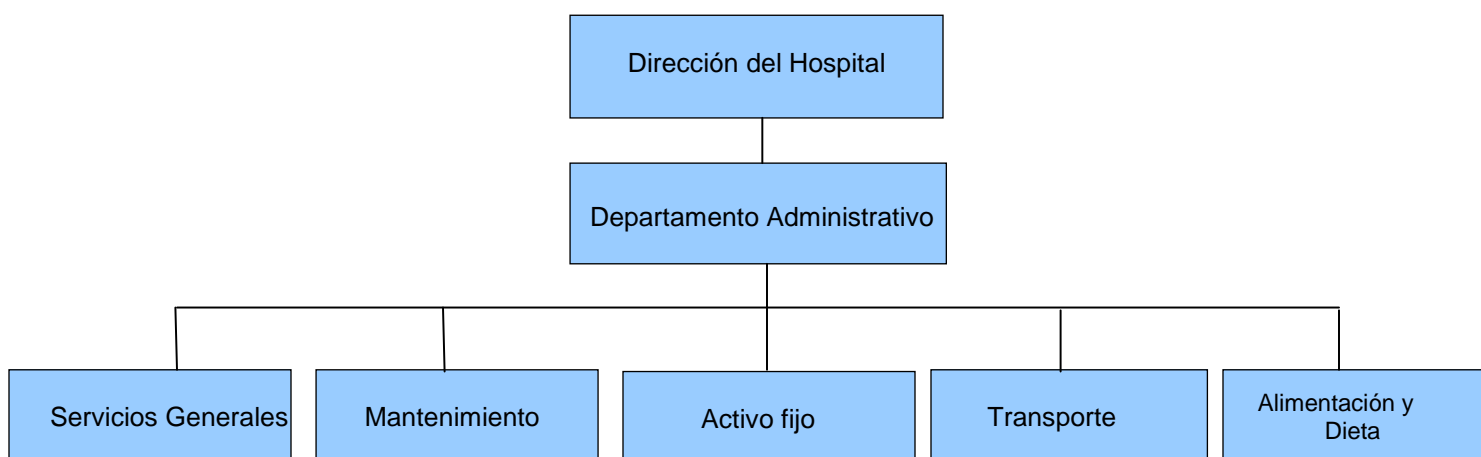 Dirección del Hospital
Departamento Administrativo
Servicios Generales
Mantenimiento
Activo fijo
Transporte
Alimentación y
Dieta